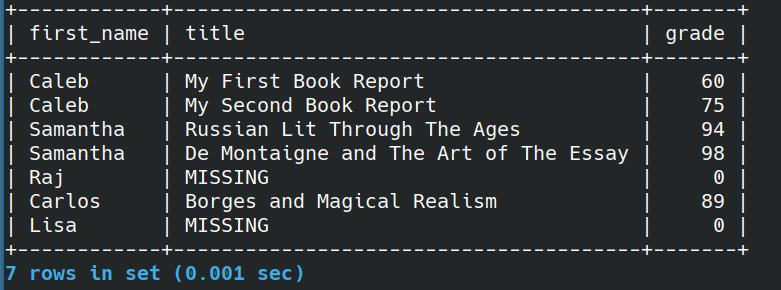 +------------+---------------------------------------+-------+
| first_name | title                                 | grade |
+------------+---------------------------------------+-------+
| Caleb      | My First Book Report                  |    60 |
| Caleb      | My Second Book Report                 |    75 |
| Samantha   | Russian Lit Through The Ages          |    94 |
| Samantha   | De Montaigne and The Art of The Essay |    98 |
| Raj        | MISSING                               |     0 |
| Carlos     | Borges and Magical Realism            |    89 |
| Lisa       | MISSING                               |     0 |
+------------+---------------------------------------+-------+
7 rows in set (0.001 sec)